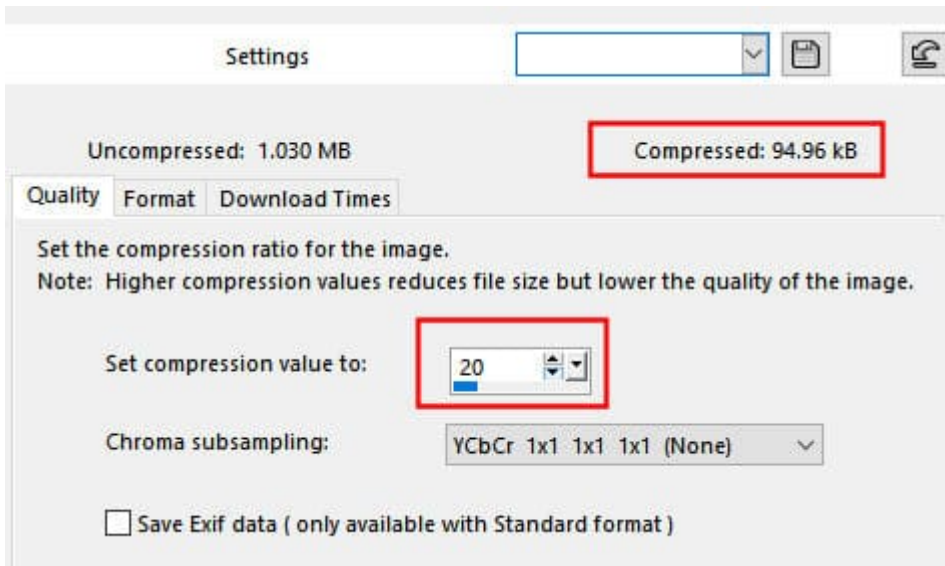 Settings
Uncompressed: 1.030 MB
Compressed: 94.96 kB
Quality Format Download Times
Set the compression ratio for the image.
Note: Higher compression values reduces file size but lower the quality of the image.
Set compression value to:
20
Chroma subsampling:
YCbCr 1x1 1x1 1x1 (None)
Save Exif data ( only available with Standard format )